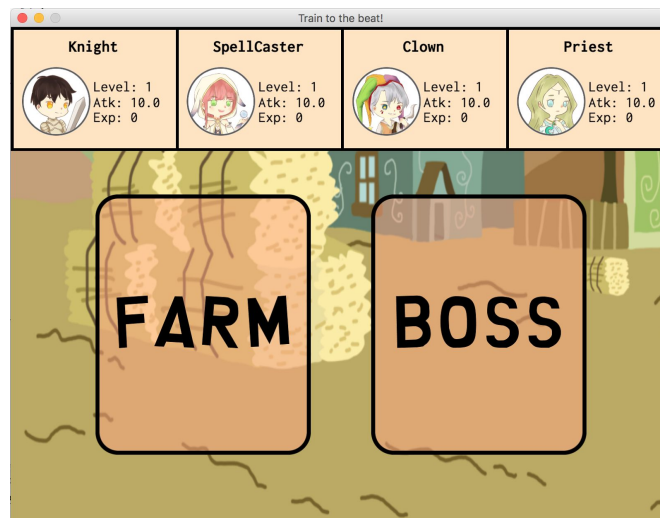 Train to the beat!
Knight
Level: 1
Atk: 10.0
Exp: 0
SpellCaster
Level: 1
Atk: 10.0
Exp: 0
Clown
Level: 1
Atk: 10.0
Exp: 0
Priest
Level: 1
Atk: 10.0
Exp: 0
FARM
BOSS